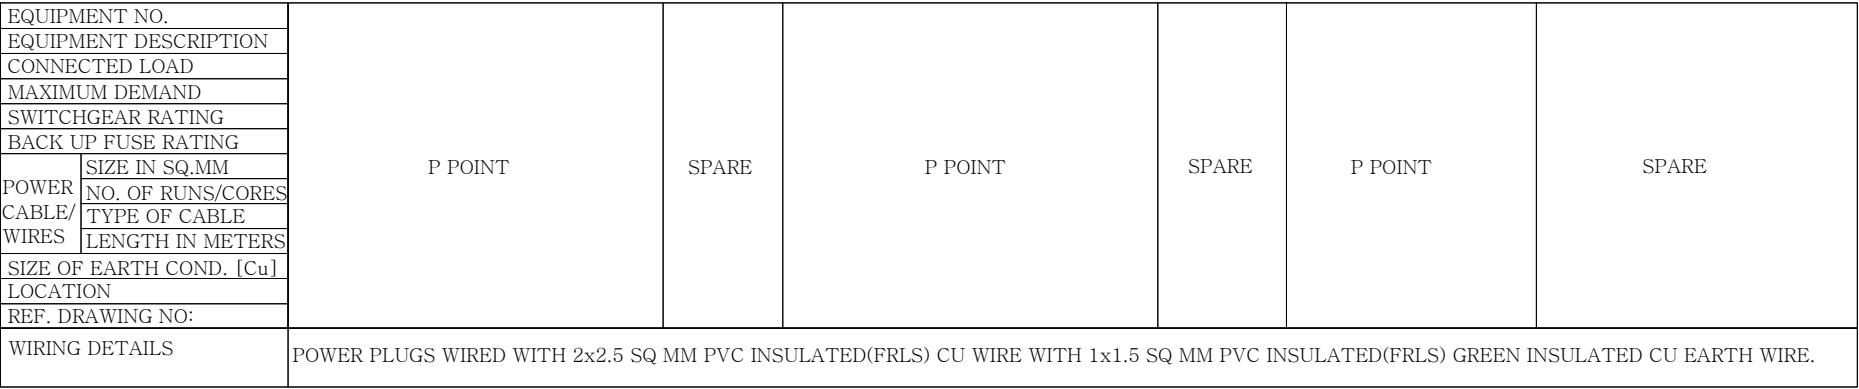 EQUIPMENT NO.
EQUIPMENT DESCRIPTION
CONNECTED LOAD
MAXIMUM DEMAND
SWITCHGEAR RATING
BACK UP FUSE RATING
POWER CABLE/ WIRES
SIZE IN SQ.MM
NO. OF RUNS/CORES
TYPE OF CABLE
LENGTH IN METERS
SIZE OF EARTH COND. [Cu]
LOCATION
REF. DRAWING NO:
P POINT
SPARE
P POINT
SPARE
P POINT
SPARE
WIRING DETAILS
POWER PLUGS WIRED WITH 2x2.5 SQ MM PVC INSULATED(FRLS) CU WIRE WITH 1x1.5 SQ MM PVC INSULATED(FRLS) GREEN INSULATED CU EARTH WIRE.